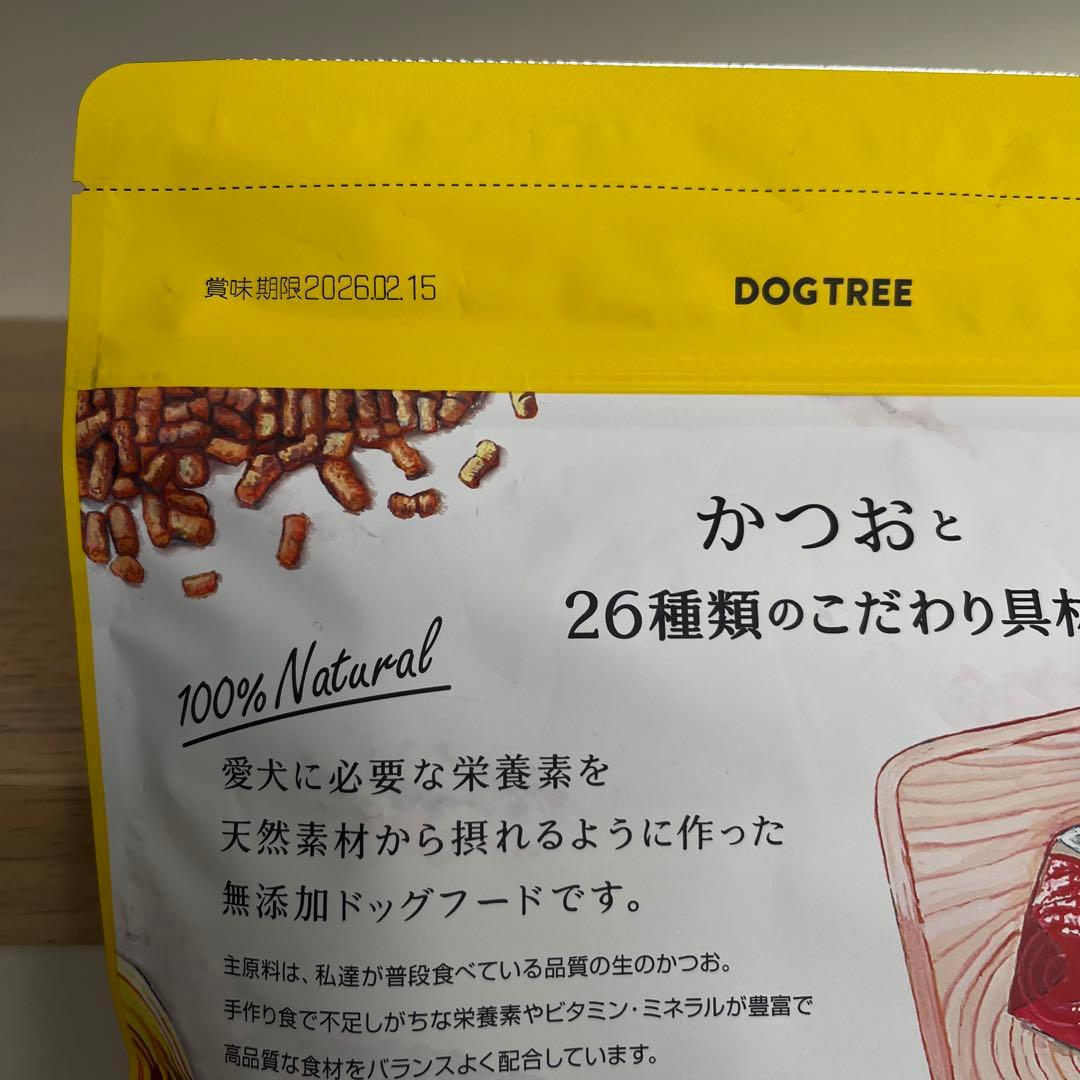 賞味期限2026.02.15
DOGTREE
かつおと
26種類のこだわり具材
100% Natural
愛犬に必要な栄養素を
天然素材から摂れるように作った
無添加ドッグフードです。
主原料は、私達が普段食べている品質の生のかつお。
手作り食で不足しがちな栄養素やビタミン・ミネラルが豊富で
高品質な食材をバランスよく配合しています。